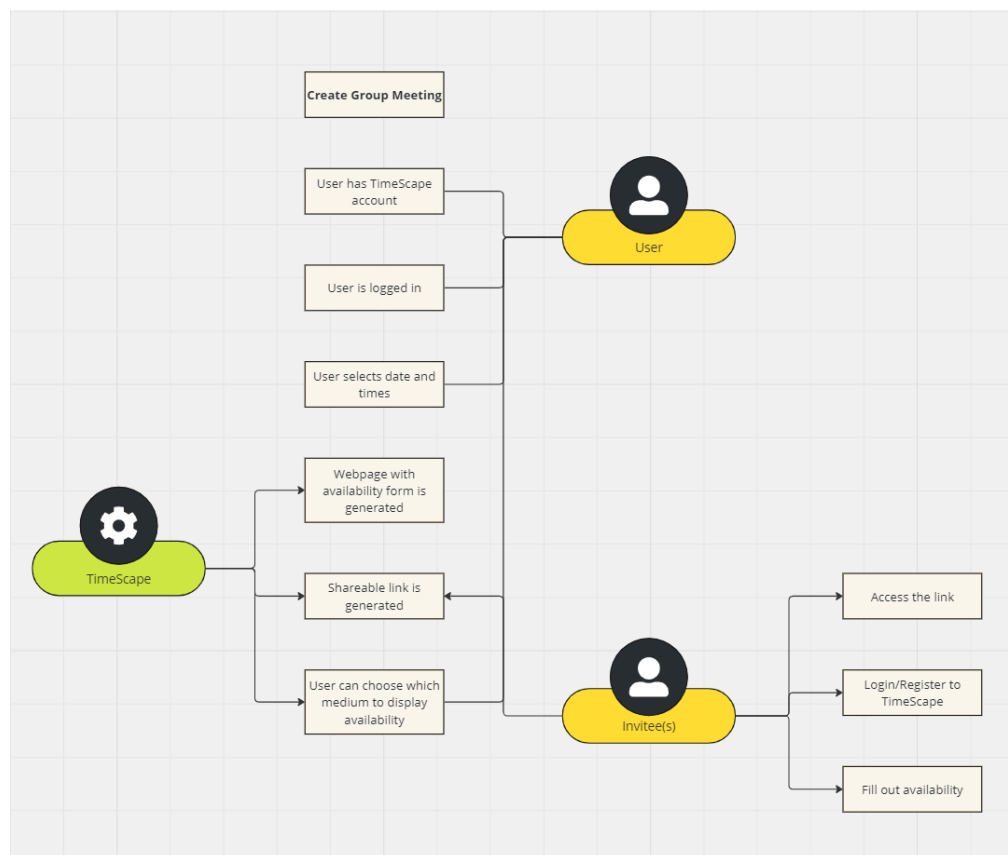 Create Group Meeting
User has TimeScape
account
User
User is logged in
User selects date and
times
Webpage with
availability form is
generated
TimeScape
Shareable link is
generated
Access the link
User can choose which
medium to display
availability
Invitee(s)
Login/Register to
TimeScape
Fill out availability